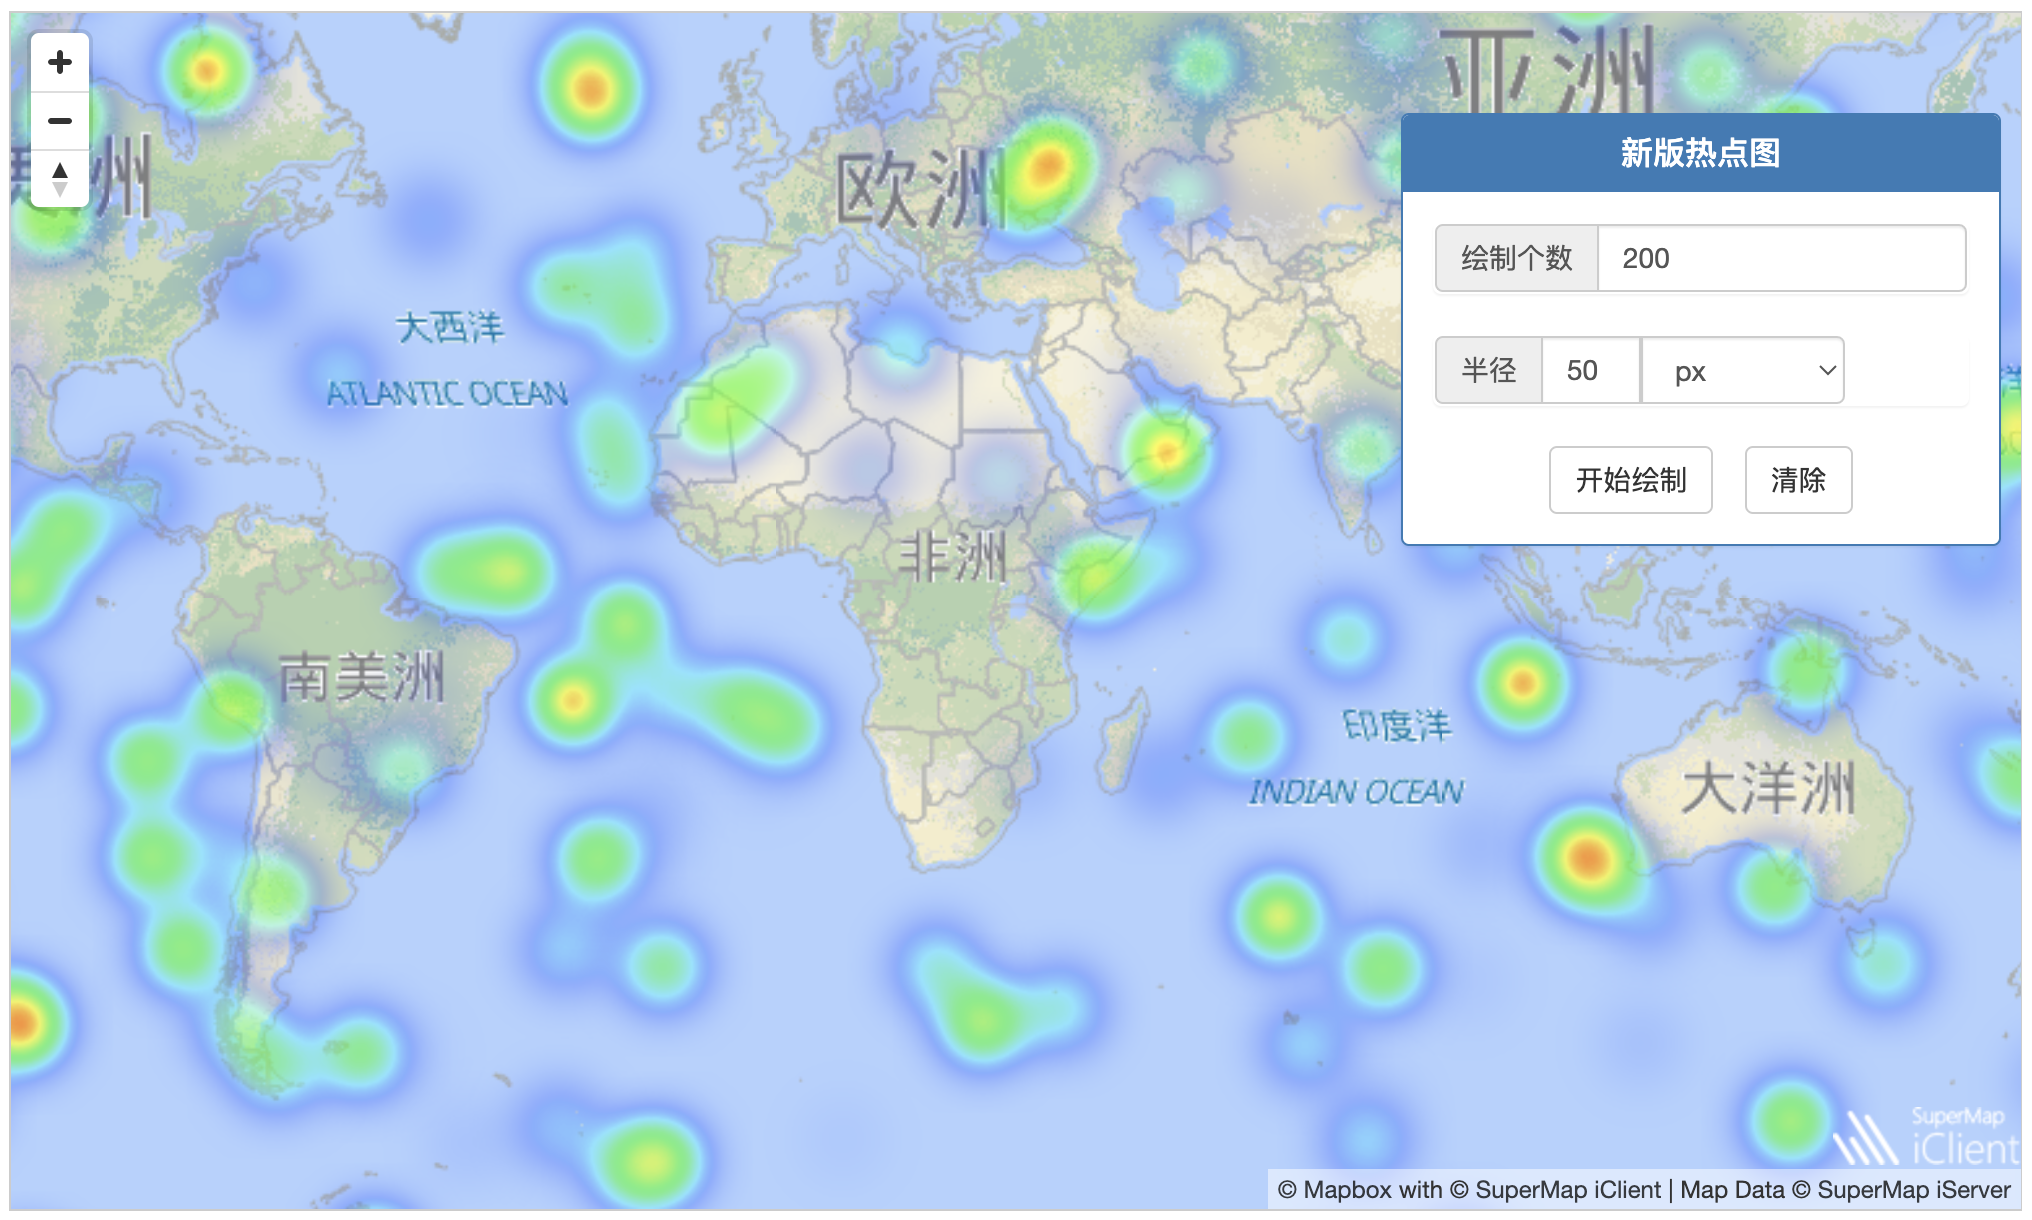 亚洲
洲
欧洲
新版热点图
绘制个数 200
半径 50 px
开始绘制 清除
大西洋
ATLANTIC OCEAN
非洲
南美洲
印度洋
INDIAN OCEAN
大洋洲
SuperMap
iClient
© Mapbox with © SuperMap iClient | Map Data © SuperMap iServer